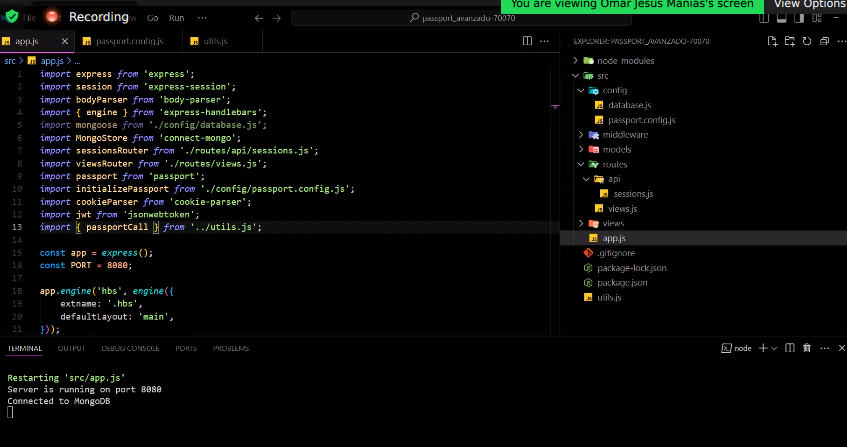 You are viewing Omar Jesus Manias's screen
View Options
File
Recording
Go Run ...
passport_avanzado-70070
app.js
passport.config.js
utils.js
src > app.js > ...
1 import express from 'express';
2 import session from 'express-session';
3 import bodyParser from 'body-parser';
4 import { engine } from 'express-handlebars';
5 import mongoose from './config/database.js';
6 import MongoStore from 'connect-mongo';
7 import sessionsRouter from './routes/api/sessions.js';
8 import viewsRouter from './routes/views.js';
9 import passport from 'passport';
10 import initializePassport from './config/passport.config.js';
11 import cookieParser from 'cookie-parser';
12 import jwt from 'jsonwebtoken';
13 import { passportCall } from '../utils.js';
14
15 const app = express();
16 const PORT = 8080;
17
18 app.engine('hbs', engine({
19 extname: '.hbs',
20 defaultLayout: 'main',
21 }));
EXPLORER: PASSPORT_AVANZADO-70070
node_modules
src
config
database.js
passport.config.js
middleware
models
routes
api
sessions.js
views.js
views
app.js
.gitignore
package-lock.json
package.json
utils.js
TERMINAL OUTPUT DEBUG CONSOLE PORTS PROBLEMS
node
Restarting 'src/app.js'
Server is running on port 8080
Connected to MongoDB